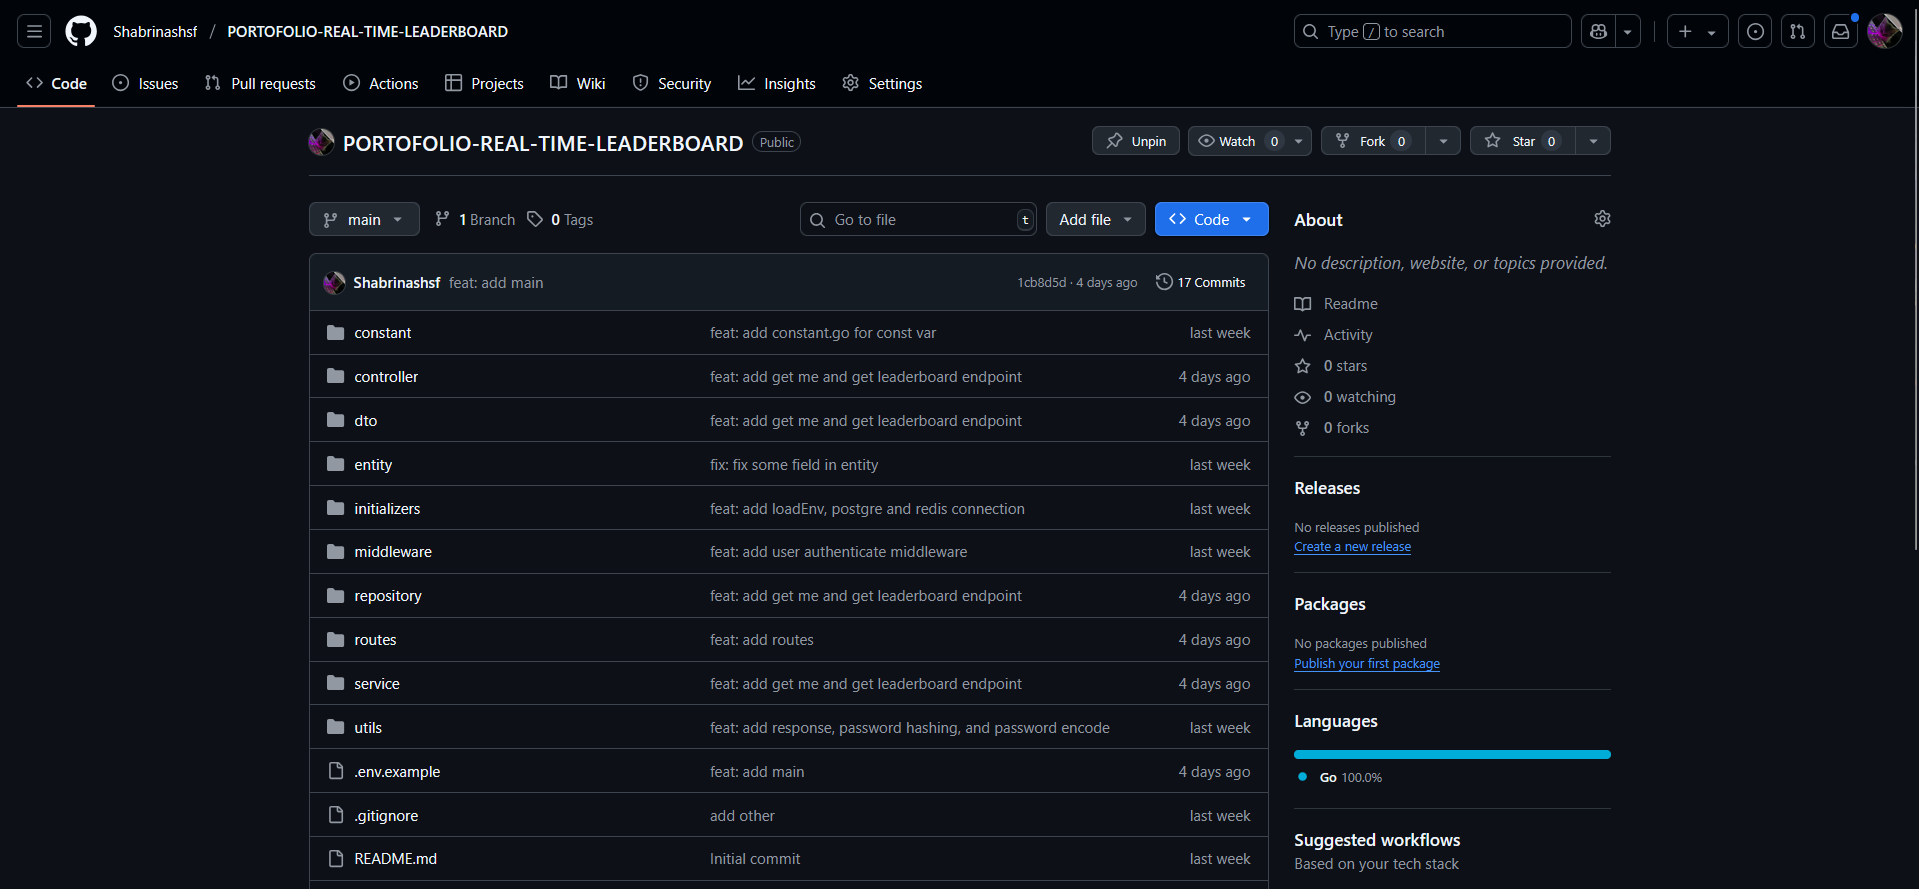 Shabrinashsf / PORTOFOLIO-REAL-TIME-LEADERBOARD
Type / to search
Code Issues Pull requests Actions Projects Wiki Security Insights Settings
PORTOFOLIO-REAL-TIME-LEADERBOARD Public
Unpin Watch 0 Fork 0 Star 0
main 1 Branch 0 Tags Go to file t Add file Code
Shabrinashsf feat: add main 1cb8d5d · 4 days ago 17 Commits
constant feat: add constant.go for const var last week
controller feat: add get me and get leaderboard endpoint 4 days ago
dto feat: add get me and get leaderboard endpoint 4 days ago
entity fix: fix some field in entity last week
initializers feat: add loadEnv, postgre and redis connection last week
middleware feat: add user authenticate middleware last week
repository feat: add get me and get leaderboard endpoint 4 days ago
routes feat: add routes 4 days ago
service feat: add get me and get leaderboard endpoint 4 days ago
utils feat: add response, password hashing, and password encode last week
.env.example feat: add main 4 days ago
.gitignore add other last week
README.md Initial commit last week
About
No description, website, or topics provided.
Readme
Activity
0 stars
0 watching
0 forks
Releases
No releases published
Create a new release
Packages
No packages published
Publish your first package
Languages
Go 100.0%
Suggested workflows
Based on your tech stack